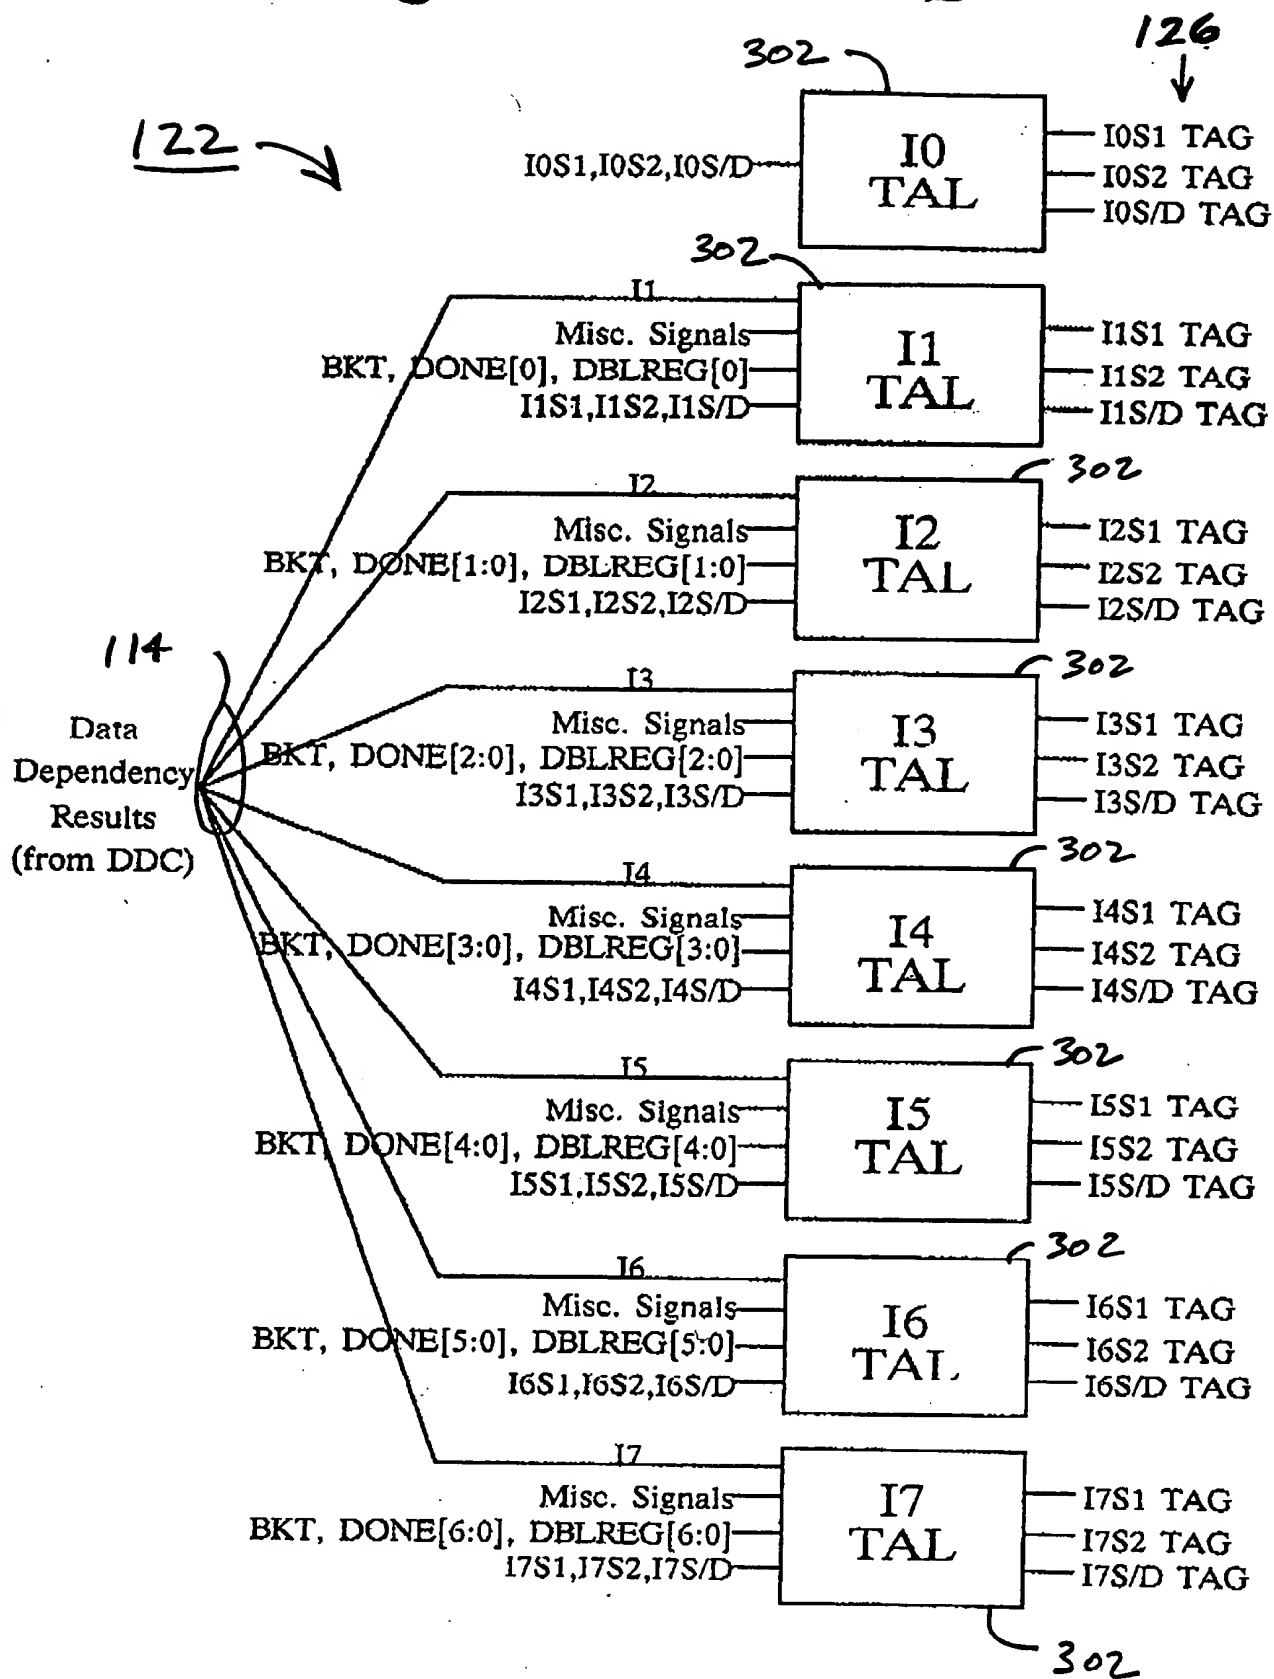 126
302
122
I0S1,I0S2,I0S/D
I0
TAL
I0S1 TAG
I0S2 TAG
I0S/D TAG
302
I1
Misc. Signals
BKT, DONE[0], DBLREG[0]
I1S1,I1S2,I1S/D
I1
TAL
I1S1 TAG
I1S2 TAG
I1S/D TAG
302
I2
Misc. Signals
BKT, DONE[1:0], DBLREG[1:0]
I2S1,I2S2,I2S/D
I2
TAL
I2S1 TAG
I2S2 TAG
I2S/D TAG
114
Data
Dependency
Results
(from DDC)
302
I3
Misc. Signals
BKT, DONE[2:0], DBLREG[2:0]
I3S1,I3S2,I3S/D
I3
TAL
I3S1 TAG
I3S2 TAG
I3S/D TAG
302
I4
Misc. Signals
BKT, DONE[3:0], DBLREG[3:0]
I4S1,I4S2,I4S/D
I4
TAL
I4S1 TAG
I4S2 TAG
I4S/D TAG
302
I5
Misc. Signals
BKT, DONE[4:0], DBLREG[4:0]
I5S1,I5S2,I5S/D
I5
TAL
I5S1 TAG
I5S2 TAG
I5S/D TAG
302
I6
Misc. Signals
BKT, DONE[5:0], DBLREG[5:0]
I6S1,I6S2,I6S/D
I6
TAL
I6S1 TAG
I6S2 TAG
I6S/D TAG
I7
Misc. Signals
BKT, DONE[6:0], DBLREG[6:0]
I7S1,I7S2,I7S/D
I7
TAL
I7S1 TAG
I7S2 TAG
I7S/D TAG
302